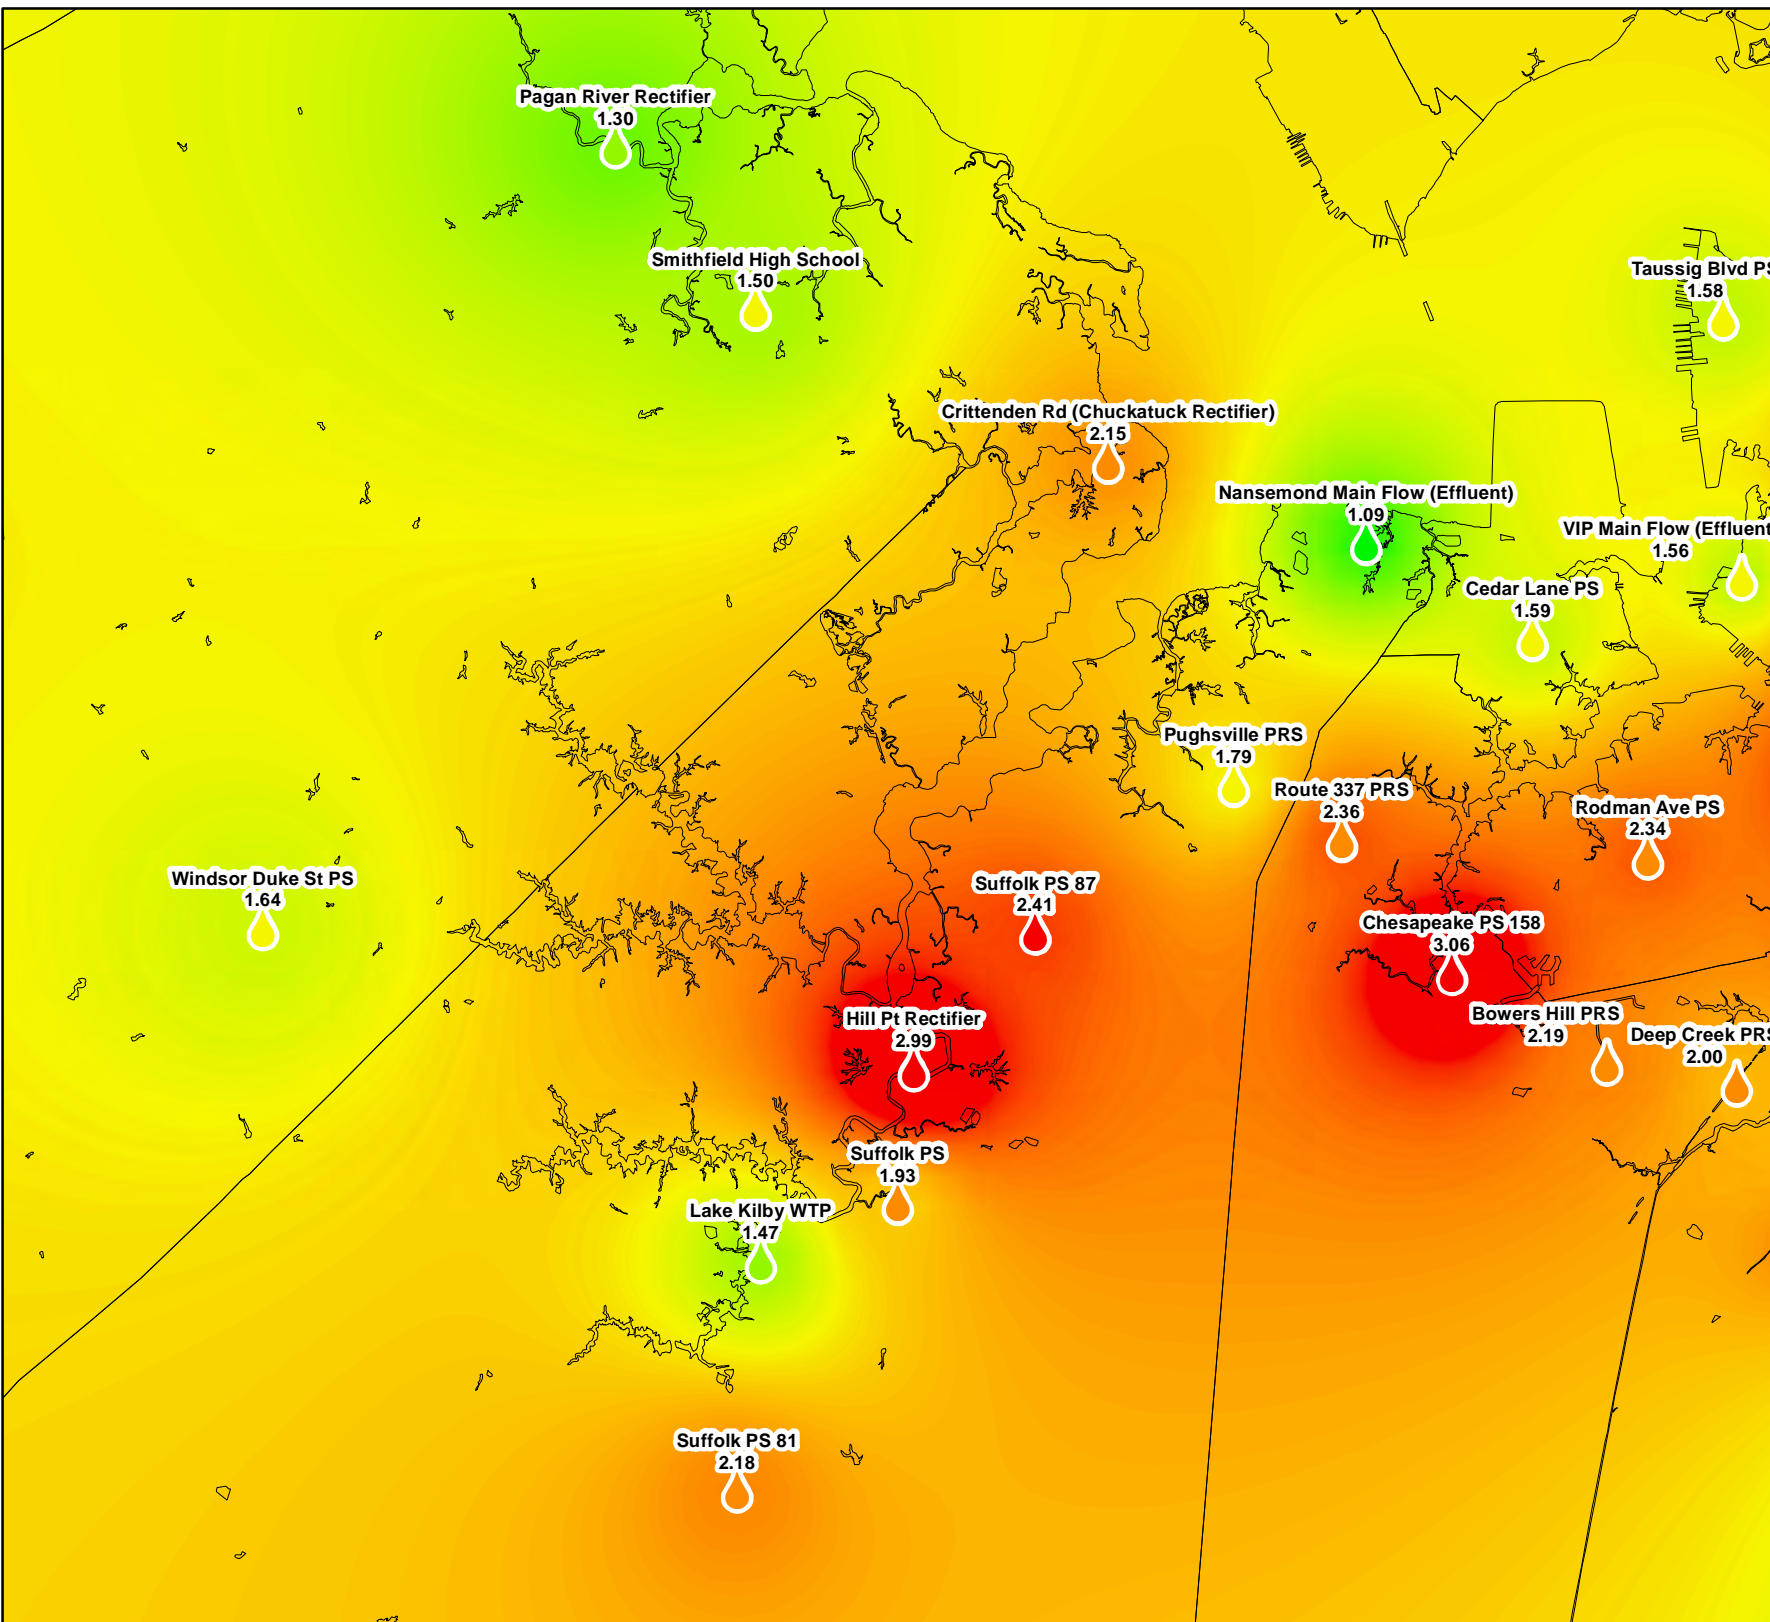 Pagan River Rectifier
1.30
Smithfield High School
1.50
Taussig Blvd PS
1.58
Crittenden Rd (Chuckatuck Rectifier)
2.15
Nansemond Main Flow (Effluent)
1.09
VIP Main Flow (Effluent
1.56
Cedar Lane PS
1.59
Pughsville PRS
1.79
Route 337 PRS
2.36
Rodman Ave PS
2.34
Windsor Duke St PS
1.64
Suffolk PS 87
2.41
Chesapeake PS 158
3.06
Hill Pt Rectifier
2.99
Bowers Hill PRS
2.19
Deep Creek PRS
2.00
Suffolk PS
1.93
Lake Kilby WTP
1.47
Suffolk PS 81
2.18